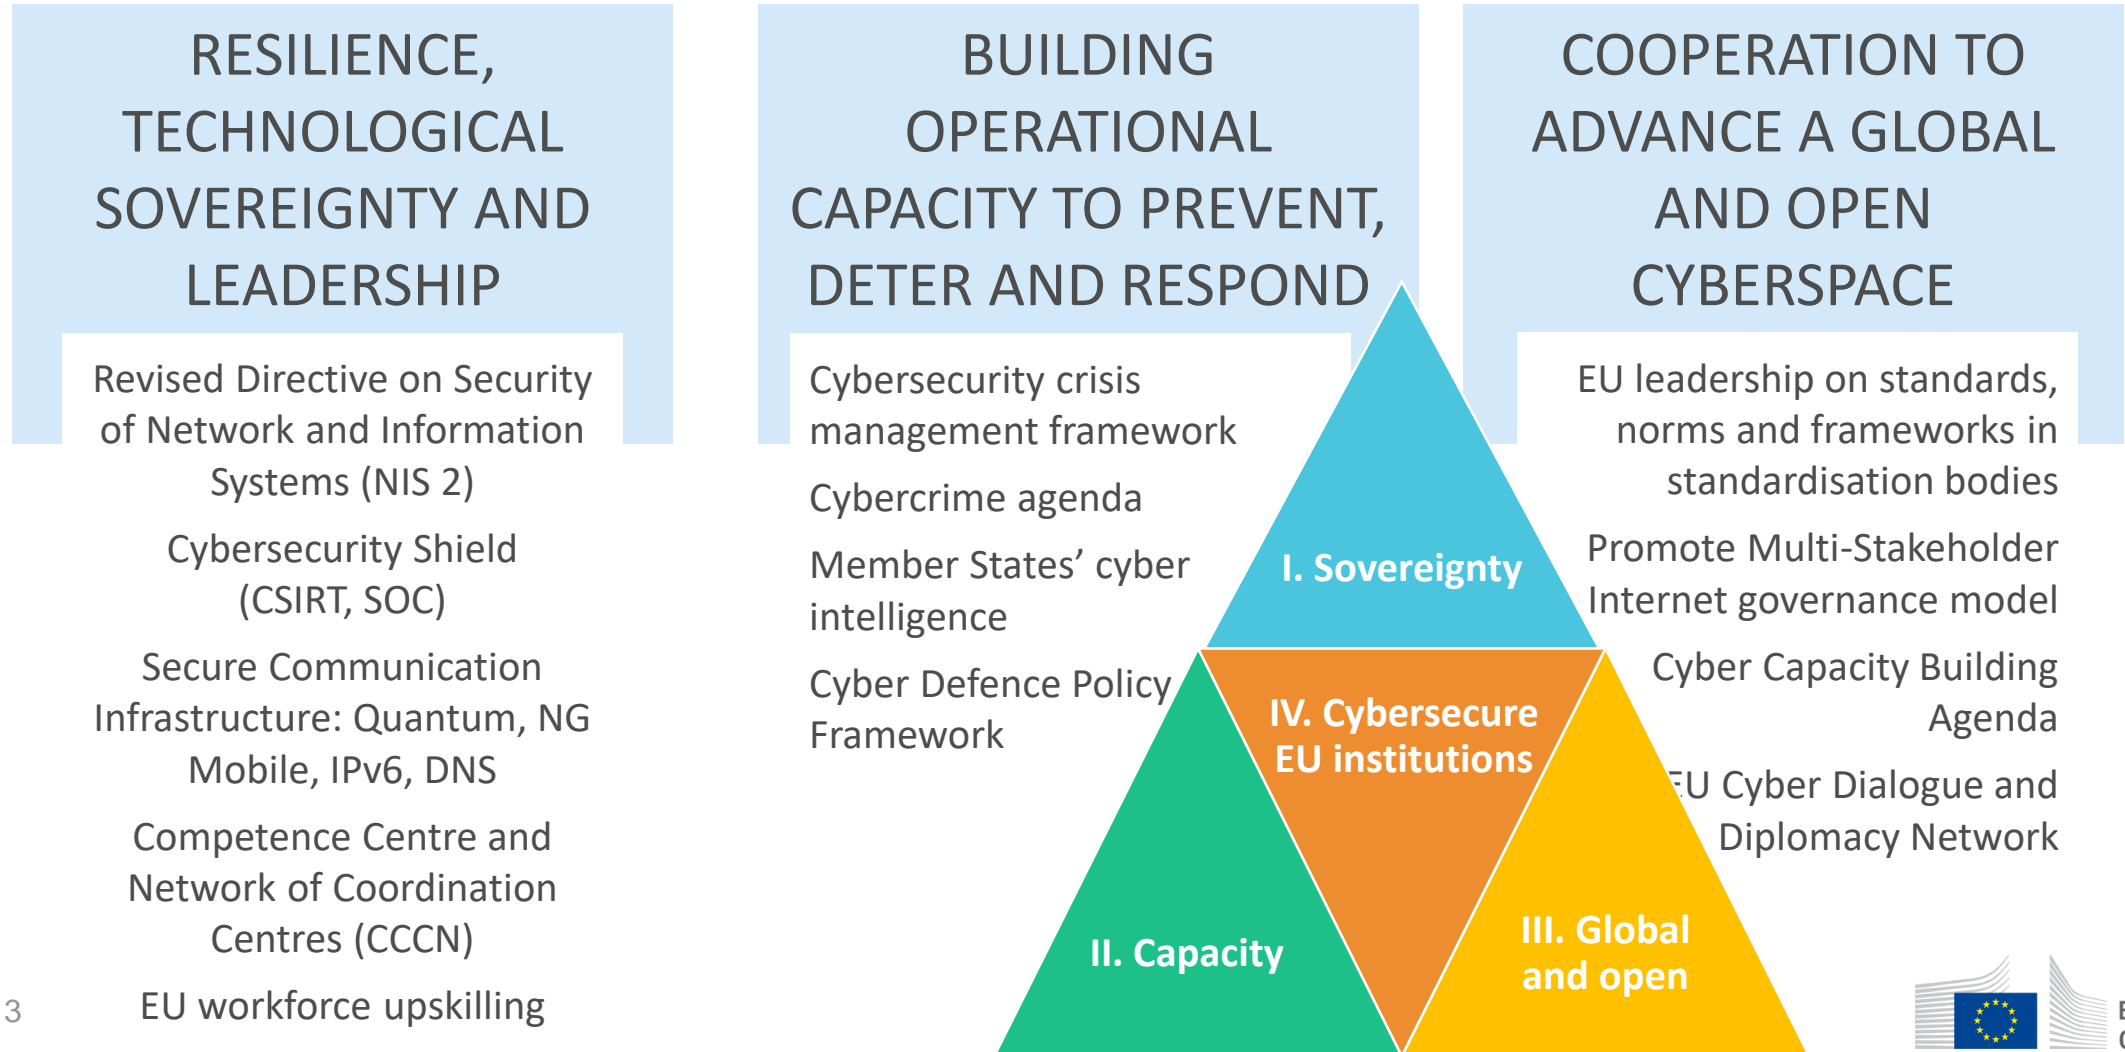 RESILIENCE,
TECHNOLOGICAL
SOVEREIGNTY AND
LEADERSHIP
Revised Directive on Security
of Network and Information
Systems (NIS 2)
Cybersecurity Shield
(CSIRT, SOC)
Secure Communication
Infrastructure: Quantum, NG
Mobile, IPv6, DNS
Competence Centre and
Network of Coordination
Centres (CCCN)
EU workforce upskilling
BUILDING
OPERATIONAL
CAPACITY TO PREVENT,
DETER AND RESPOND
Cybersecurity crisis
management framework
Cybercrime agenda
Member States’ cyber
intelligence
Cyber Defence Policy
Framework
COOPERATION TO
ADVANCE A GLOBAL
AND OPEN
CYBERSPACE
EU leadership on standards,
norms and frameworks in
standardisation bodies
Promote Multi-Stakeholder
Internet governance model
Cyber Capacity Building
Agenda
EU Cyber Dialogue and
Diplomacy Network
I. Sovereignty
IV. Cybersecure
EU institutions
II. Capacity
III. Global
and open
3